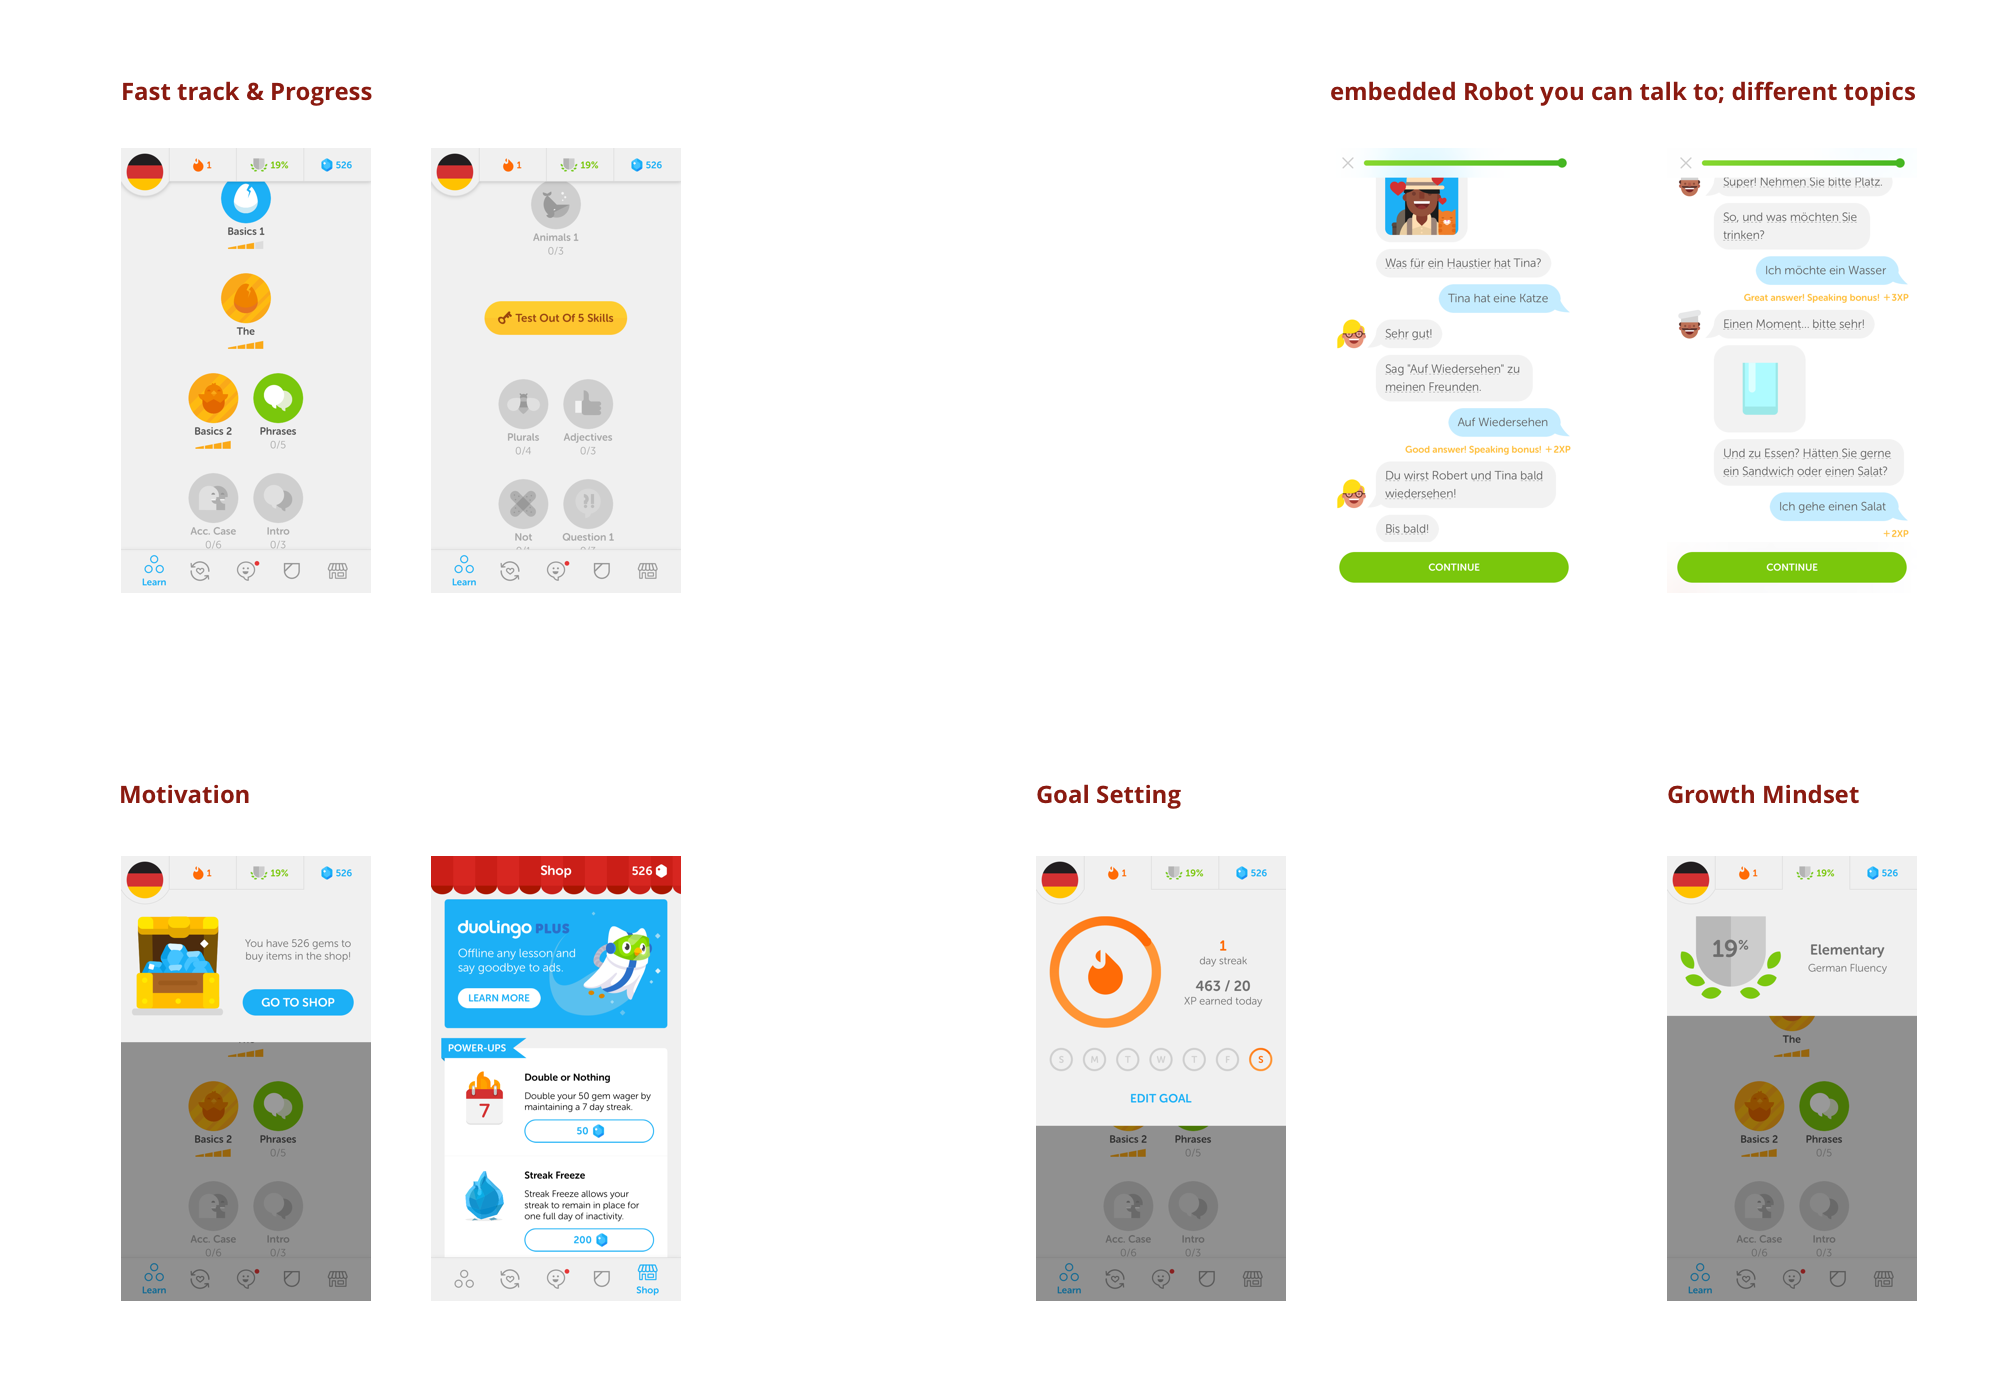 Fast track & Progress
1
19%
526
Basics 1
The
Basics 2
Phrases
0/5
Acc. Case
Intro
0/6
0/3
Learn
1
19%
526
Animals 1
0/3
Test Out Of 5 Skills
Plurals
Adjectives
0/4
0/3
Not
Question 1
Learn
embedded Robot you can talk to; different topics
Was für ein Haustier hat Tina?
Tina hat eine Katze
Sehr gut!
Sag "Auf Wiedersehen" zu
meinen Freunden.
Auf Wiedersehen
Good answer! Speaking bonus! +2XP
Du wirst Robert und Tina bald
wiedersehen!
Bis bald!
CONTINUE
Super! Nehmen Sie bitte Platz.
So, und was möchten Sie
trinken?
Ich möchte ein Wasser
Great answer! Speaking bonus! +3XP
Einen Moment... bitte sehr!
Und zu Essen? Hätten Sie gerne
ein Sandwich oder einen Salat?
Ich gehe einen Salat
+2XP
CONTINUE
Motivation
1
19%
526
You have 526 gems to
buy items in the shop!
GO TO SHOP
Basics 2
Phrases
0/5
Acc. Case
Intro
0/6
0/3
Learn
Shop
526
duolingo PLUS
Offline any lesson and
say goodbye to ads.
LEARN MORE
POWER-UPS
7
Double or Nothing
Double your 50 gem wager by
maintaining a 7 day streak.
50
Streak Freeze
Streak Freeze allows your
streak to remain in place for
one full day of inactivity.
200
Shop
Goal Setting
1
19%
526
1
day streak
463 / 20
XP earned today
S M T W T F S
EDIT GOAL
Basics 2
Phrases
0/5
Acc. Case
Intro
0/6
0/3
Learn
Growth Mindset
1
19%
526
19%
Elementary
German Fluency
The
Basics 2
Phrases
0/5
Acc. Case
Intro
0/6
0/3
Learn